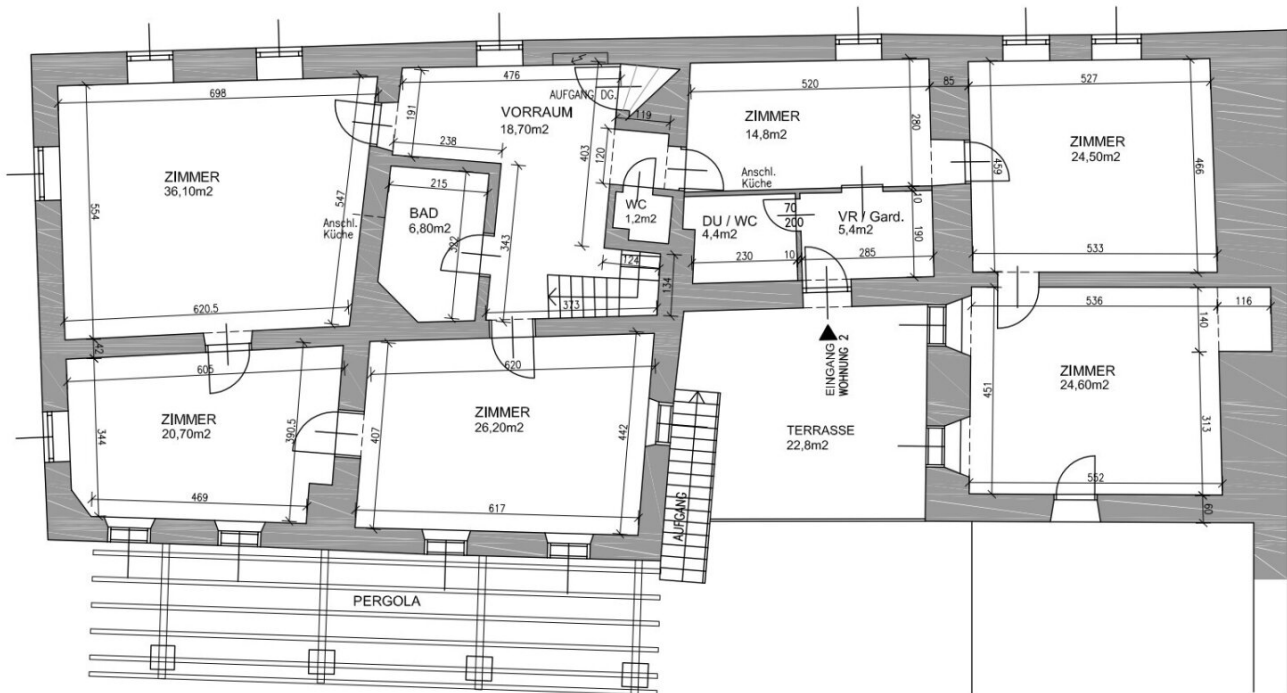 476
AUFGANG DG.
698
191
VORRAUM
18,70m2
119
520
ZIMMER
14,8m2
280
85
527
ZIMMER
24,50m2
459
466
238
403
120
ZIMMER
36,10m2
554
547
Anschl.
Küche
215
BAD
6,80m2
322
343
WC
1,2m2
Anschl.
Küche
DU / WC
4,4m2
70
200
VR / Gard.
5,4m2
10
190
230
10
285
533
124
134
373
620.5
42
605
ZIMMER
20,70m2
344
390.5
469
620
ZIMMER
26,20m2
407
442
617
AUFGANG
EINGANG
WOHNUNG 2
TERRASSE
22,8m2
536
116
140
451
ZIMMER
24,60m2
313
552
60
PERGOLA